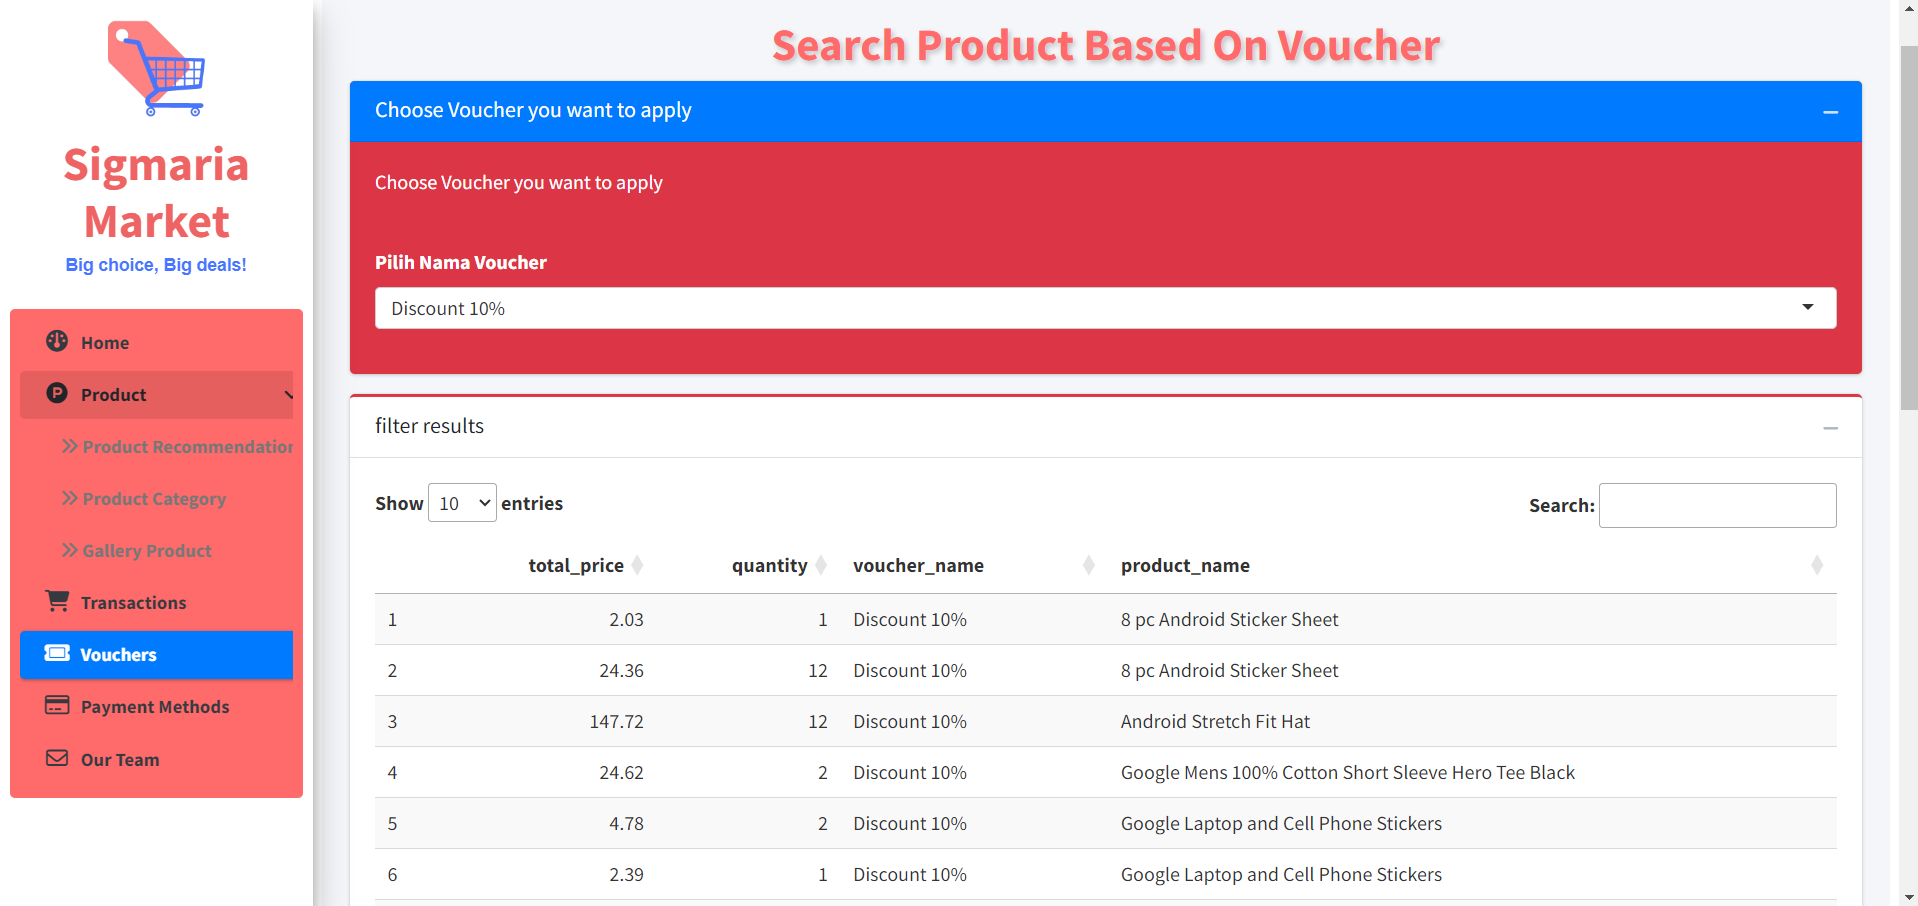 Sigmaria
Market
Big choice, Big deals!
Home
Product
Product Recommendation
Product Category
Gallery Product
Transactions
Vouchers
Payment Methods
Our Team
Search Product Based On Voucher
Choose Voucher you want to apply
Choose Voucher you want to apply
Pilih Nama Voucher
Discount 10%
filter results
Show 10 entries
Search:
total_price quantity voucher_name product_name
1 2.03 1 Discount 10% 8 pc Android Sticker Sheet
2 24.36 12 Discount 10% 8 pc Android Sticker Sheet
3 147.72 12 Discount 10% Android Stretch Fit Hat
4 24.62 2 Discount 10% Google Mens 100% Cotton Short Sleeve Hero Tee Black
5 4.78 2 Discount 10% Google Laptop and Cell Phone Stickers
6 2.39 1 Discount 10% Google Laptop and Cell Phone Stickers